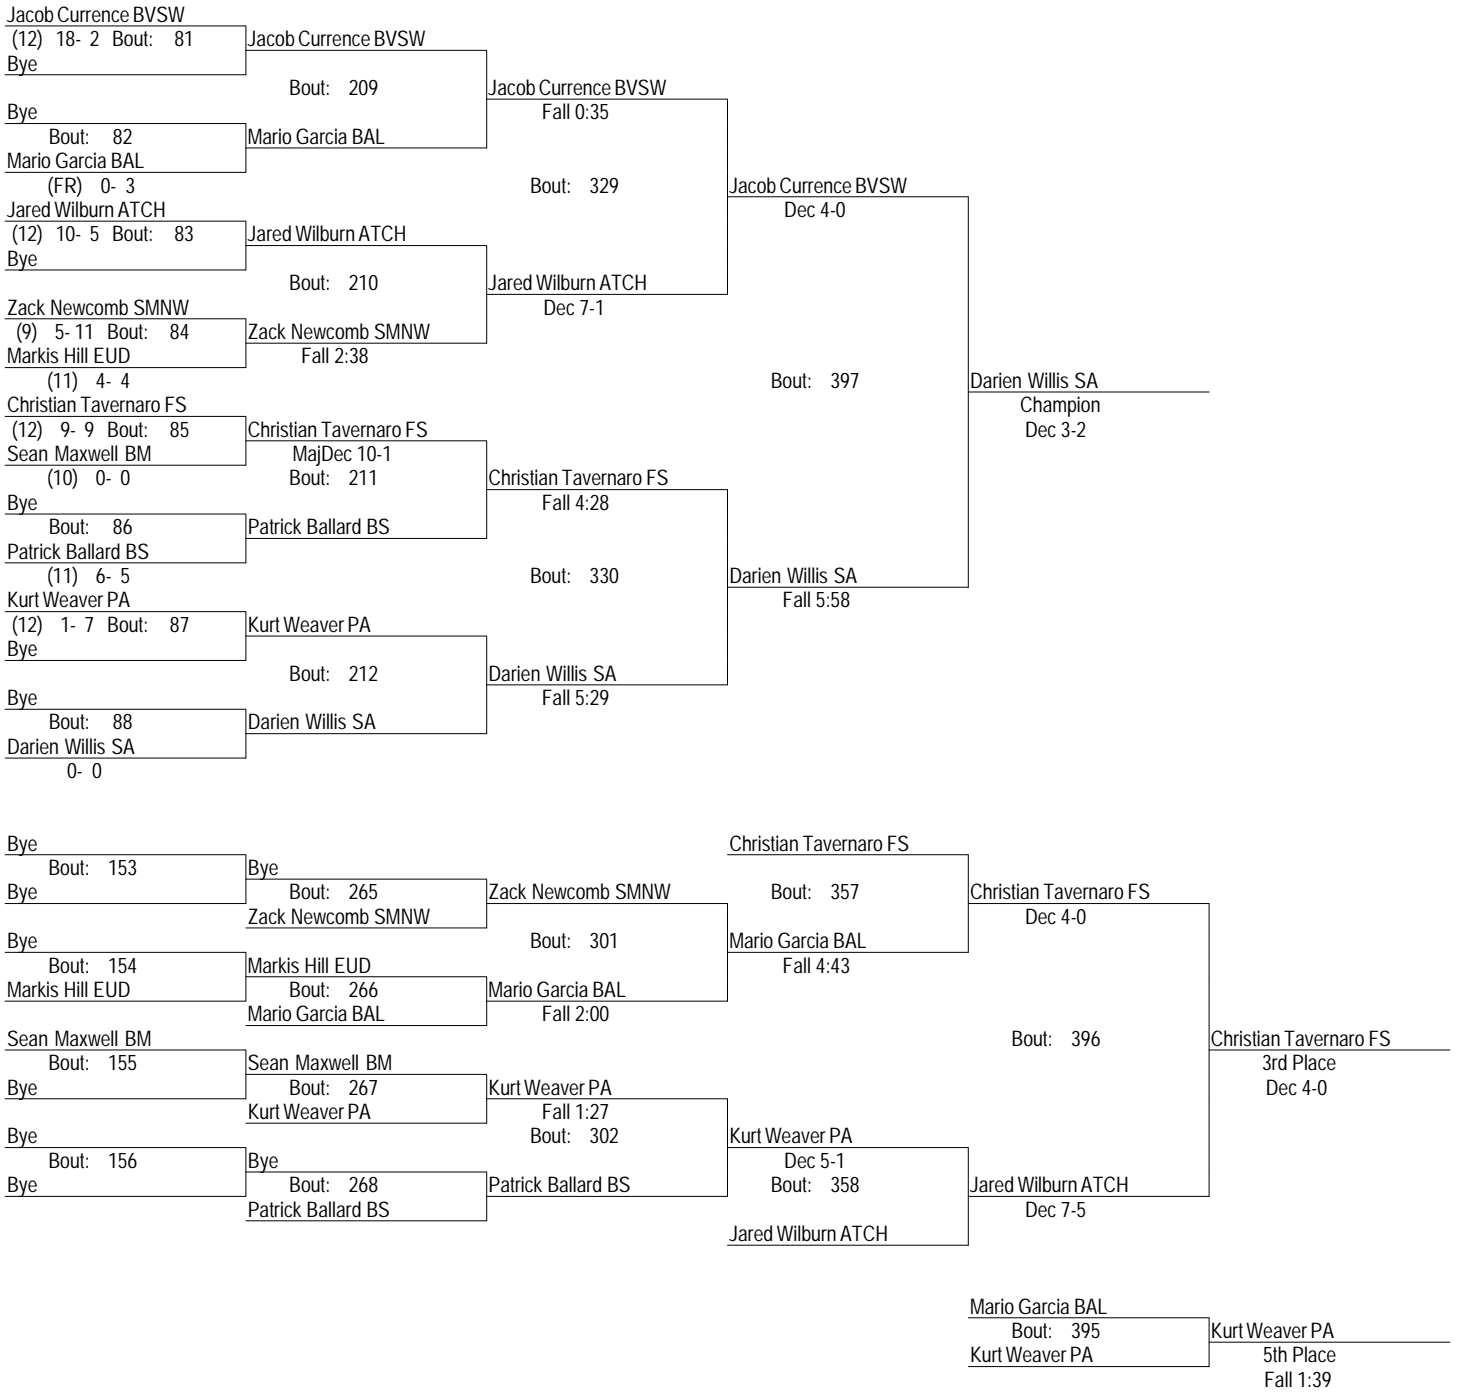 Jacob Currence BVSW
(12) 18- 2 Bout: 81 Jacob Currence BVSW
Bye
Bout: 209 Jacob Currence BVSW
Bye Fall 0:35
Bout: 82 Mario Garcia BAL
Mario Garcia BAL
(FR) 0- 3 Bout: 329 Jacob Currence BVSW
Jared Wilburn ATCH Dec 4-0
(12) 10- 5 Bout: 83 Jared Wilburn ATCH
Bye
Bout: 210 Jared Wilburn ATCH
Zack Newcomb SMNW Dec 7-1
(9) 5- 11 Bout: 84 Zack Newcomb SMNW
Markis Hill EUD Fall 2:38
(11) 4- 4 Bout: 397 Darien Willis SA
Christian Tavernaro FS Champion
(12) 9- 9 Bout: 85 Christian Tavernaro FS Dec 3-2
Sean Maxwell BM MajDec 10-1
(10) 0- 0 Bout: 211 Christian Tavernaro FS
Bye Fall 4:28
Bout: 86 Patrick Ballard BS
Patrick Ballard BS
(11) 6- 5 Bout: 330 Darien Willis SA
Kurt Weaver PA Fall 5:58
(12) 1- 7 Bout: 87 Kurt Weaver PA
Bye
Bout: 212 Darien Willis SA
Bye Fall 5:29
Bout: 88 Darien Willis SA
Darien Willis SA
0- 0
Bye Christian Tavernaro FS
Bout: 153 Bye
Bye Bout: 265 Zack Newcomb SMNW Bout: 357 Christian Tavernaro FS
Zack Newcomb SMNW Dec 4-0
Bye Bout: 301 Mario Garcia BAL
Bout: 154 Markis Hill EUD Fall 4:43
Markis Hill EUD Bout: 266 Mario Garcia BAL
Mario Garcia BAL Fall 2:00
Sean Maxwell BM Bout: 396 Christian Tavernaro FS
Bout: 155 Sean Maxwell BM 3rd Place
Bye Bout: 267 Kurt Weaver PA Dec 4-0
Kurt Weaver PA Fall 1:27
Bye Bout: 302 Kurt Weaver PA
Bout: 156 Bye Dec 5-1
Bye Bout: 268 Patrick Ballard BS Bout: 358 Jared Wilburn ATCH
Patrick Ballard BS Dec 7-5
Jared Wilburn ATCH
Mario Garcia BAL
Bout: 395 Kurt Weaver PA
Kurt Weaver PA 5th Place
Fall 1:39